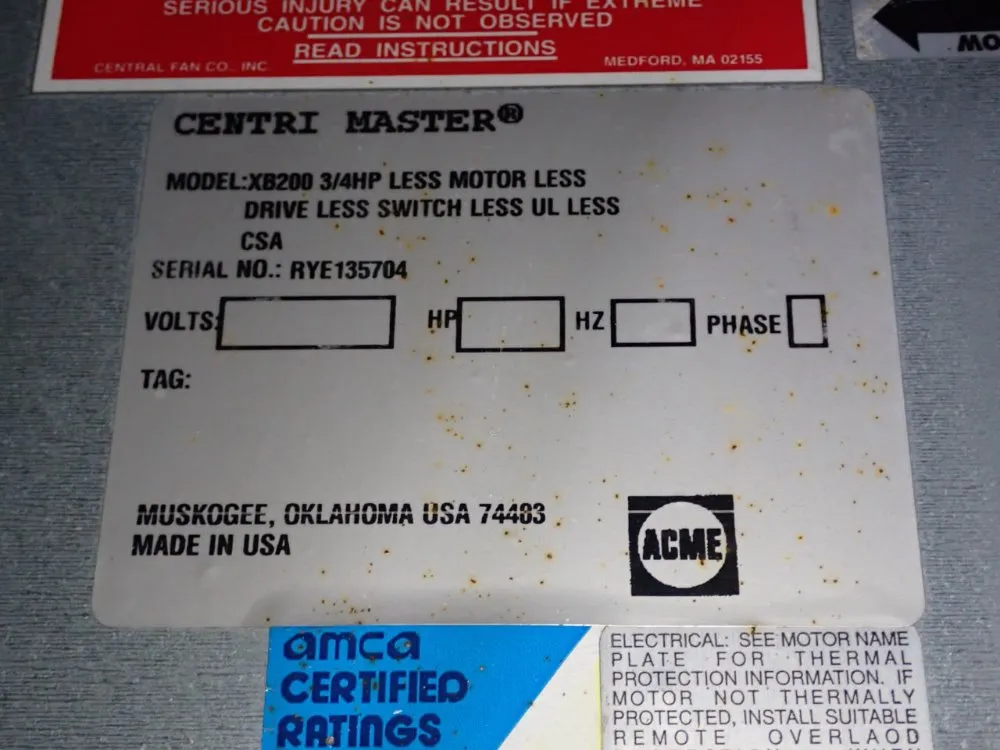 SERIOUS INJURY CAN RESULT IF EXTREME
CAUTION IS NOT OBSERVED
READ INSTRUCTIONS
CENTRAL FAN CO., INC.
MEDFORD, MA 02155
CENTRI MASTER®
MODEL:XB200 3/4HP LESS MOTOR LESS
DRIVE LESS SWITCH LESS UL LESS
CSA
SERIAL NO.: RYE135704
VOLTS: HP HZ PHASE
TAG:
MUSKOGEE, OKLAHOMA USA 74403
MADE IN USA
ACME
amca
CERTIFIED
RATINGS
ELECTRICAL: SEE MOTOR NAME
PLATE FOR THERMAL
PROTECTION INFORMATION. IF
MOTOR NOT THERMALLY
PROTECTED, INSTALL SUITABLE
REMOTE OVERLAOD